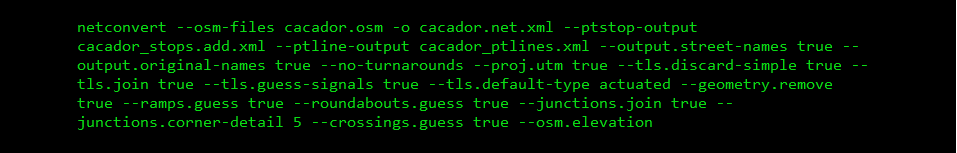 netconvert --osm-files cacador.osm -o cacador.net.xml --ptstop-output
cacador_stops.add.xml --ptline-output cacador_ptlines.xml --output.street-names true --
output.original-names true --no-turnarounds --proj.utm true --tls.discard-simple true --
tls.join true --tls.guess-signals true --tls.default-type actuated --geometry.remove
true --ramps.guess true --roundabouts.guess true --junctions.join true --
junctions.corner-detail 5 --crossings.guess true --osm.elevation